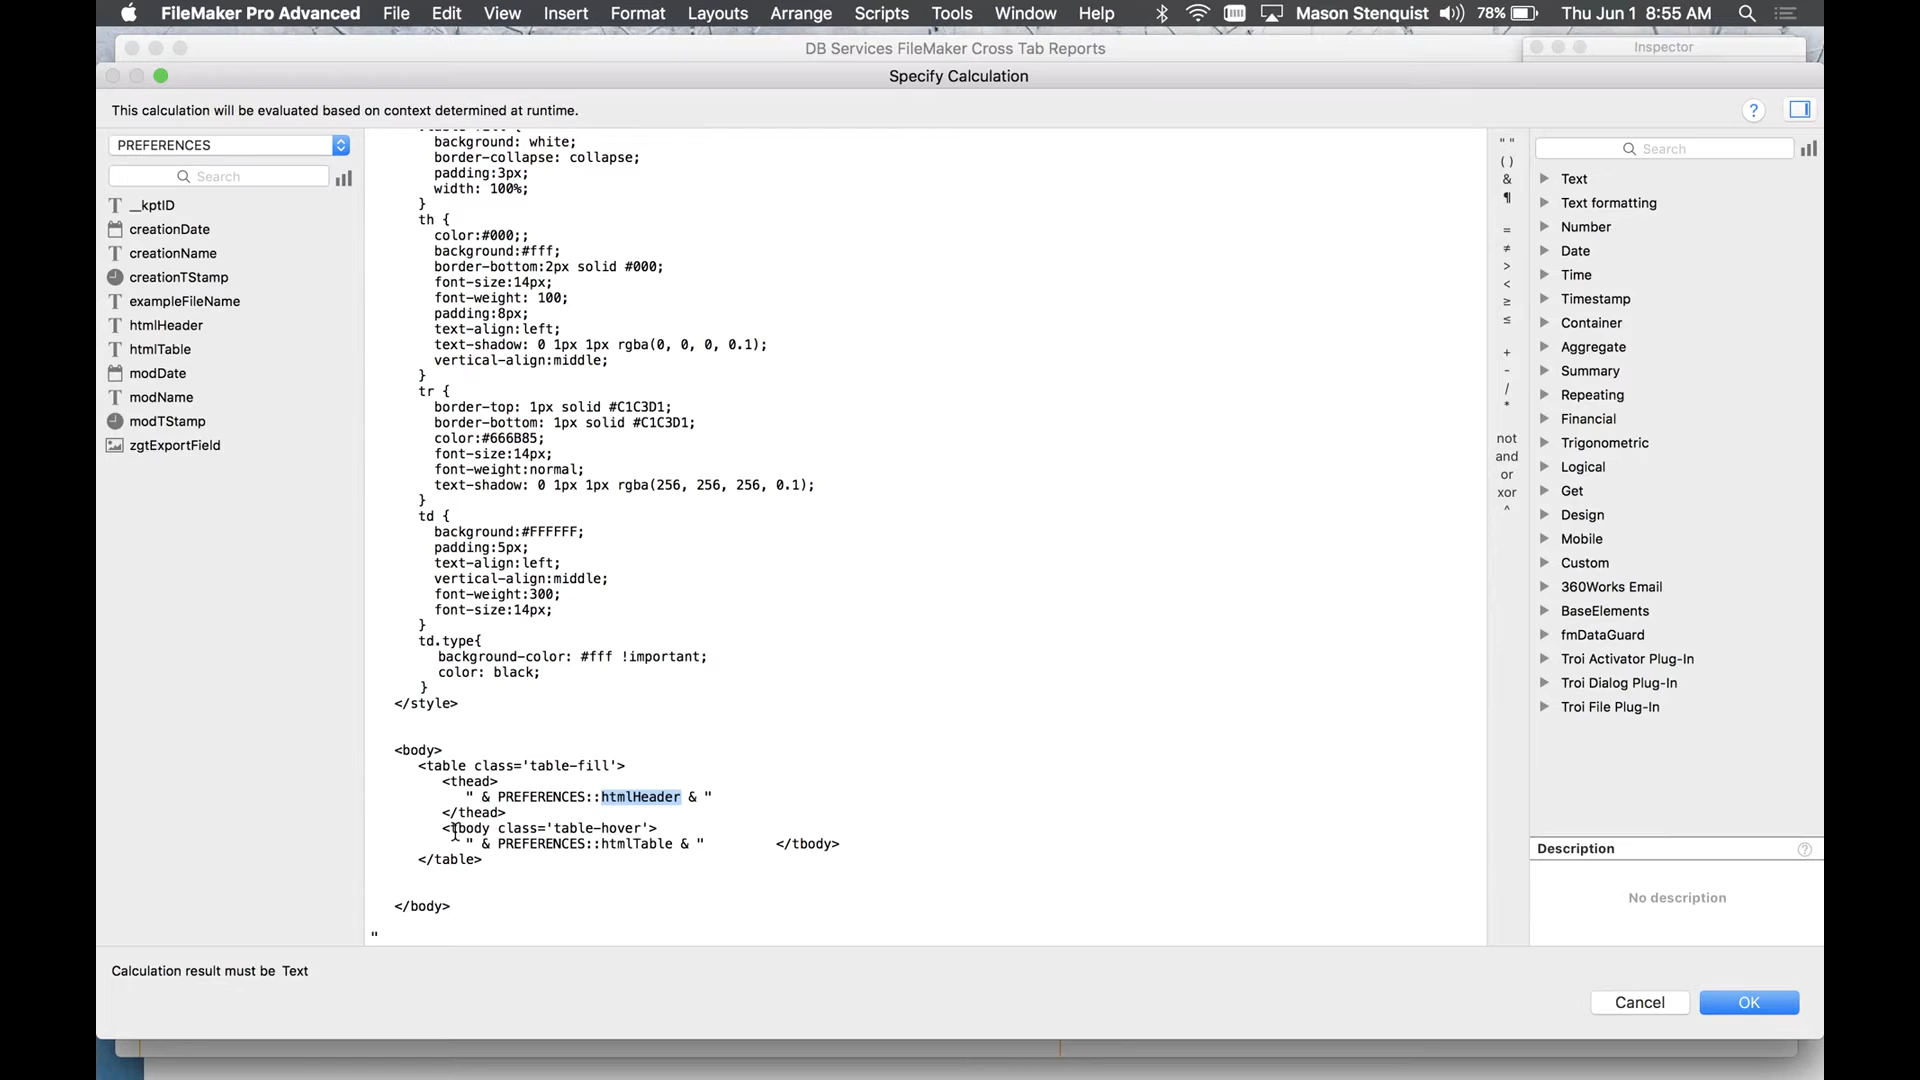 FileMaker Pro Advanced File Edit View Insert Format Layouts Arrange Scripts Tools Window Help Mason Stenquist 78% Thu Jun 1 8:55 AM
DB Services FileMaker Cross Tab Reports
Inspector
Specify Calculation
This calculation will be evaluated based on context determined at runtime.
?
PREFERENCES
Search
__kptID
creationDate
creationName
creationTStamp
exampleFileName
htmlHeader
htmlTable
modDate
modName
modTStamp
zgtExportField
background: white;
border-collapse: collapse;
padding:3px;
width: 100%;
}
th {
color:#000;;
background:#fff;
border-bottom:2px solid #000;
font-size:14px;
font-weight: 100;
padding:8px;
text-align:left;
text-shadow: 0 1px 1px rgba(0, 0, 0, 0.1);
vertical-align:middle;
}
tr {
border-top: 1px solid #C1C3D1;
border-bottom: 1px solid #C1C3D1;
color:#666B85;
font-size:14px;
font-weight:normal;
text-shadow: 0 1px 1px rgba(256, 256, 256, 0.1);
}
td {
background:#FFFFFF;
padding:5px;
text-align:left;
vertical-align:middle;
font-weight:300;
font-size:14px;
}
td.type{
background-color: #fff !important;
color: black;
}
</style>
<body>
<table class='table-fill'>
<thead>
" & PREFERENCES::htmlHeader & "
</thead>
<tbody class='table-hover'>
" & PREFERENCES::htmlTable & " </tbody>
</table>
</body>
"
" "
( )
&
¶
=
≠
>
<
≥
≤
+
-
/
*
not
and
or
xor
^
Search
Text
Text formatting
Number
Date
Time
Timestamp
Container
Aggregate
Summary
Repeating
Financial
Trigonometric
Logical
Get
Design
Mobile
Custom
360Works Email
BaseElements
fmDataGuard
Troi Activator Plug-In
Troi Dialog Plug-In
Troi File Plug-In
Description ?
No description
Calculation result must be Text
Cancel
OK